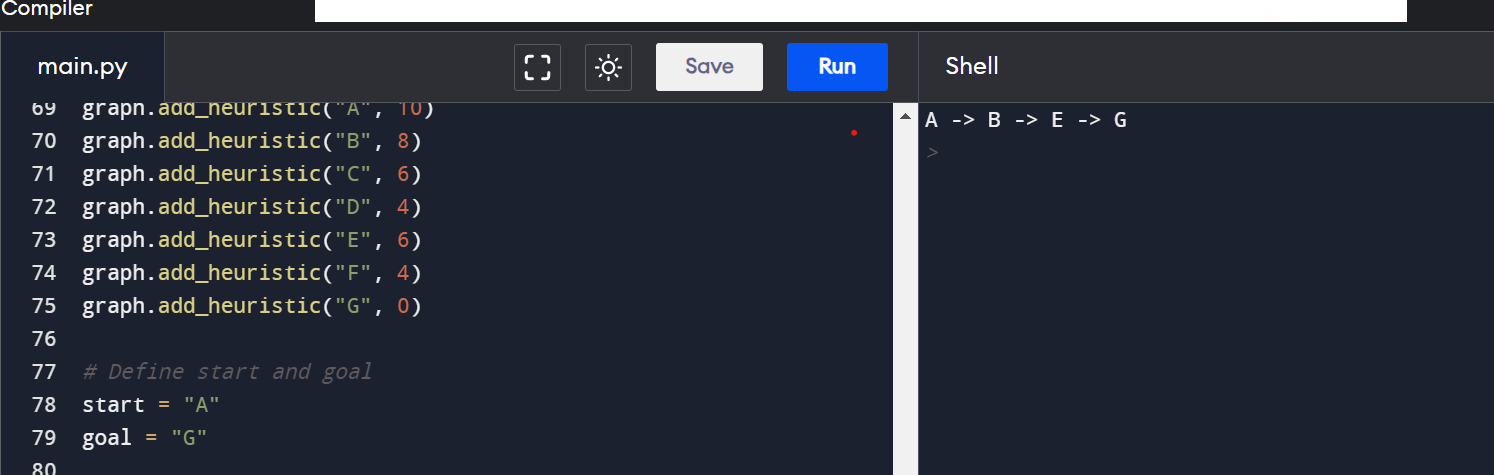 Compiler
main.py
Save
Run
Shell
69 graph.add_heuristic("A", 10)
70 graph.add_heuristic("B", 8)
71 graph.add_heuristic("C", 6)
72 graph.add_heuristic("D", 4)
73 graph.add_heuristic("E", 6)
74 graph.add_heuristic("F", 4)
75 graph.add_heuristic("G", 0)
76
77 # Define start and goal
78 start = "A"
79 goal = "G"
80
A -> B -> E -> G
>